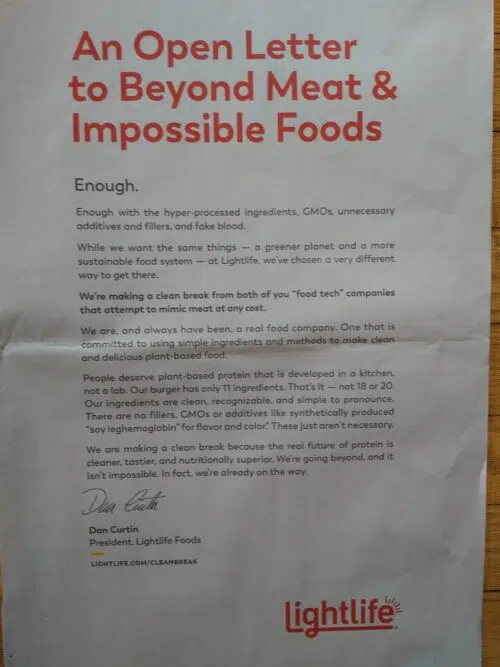 An Open Letter
to Beyond Meat &
Impossible Foods
Enough.
Enough with the hyper-processed ingredients, GMOs, unnecessary
additives and fillers, and fake blood.
While we want the same things — a greener planet and a more
sustainable food system — at Lightlife, we've chosen a very different
way to get there.
We're making a clean break from both of you "food tech" companies
that attempt to mimic meat at any cost.
We are, and always have been, a real food company. One that is
committed to using simple ingredients and methods to make clean
and delicious plant-based food.
People deserve plant-based protein that is developed in a kitchen,
not a lab. Our burger has only 11 ingredients. That's it — not 18 or 20.
Our ingredients are clean, recognizable, and simple to pronounce.
There are no fillers, GMOs or additives like synthetically produced
"soy leghemoglobin" for flavor and color." These just aren't necessary.
We are making a clean break because the real future of protein is
cleaner, tastier, and nutritionally superior. We're going beyond, and it
isn't impossible. In fact, we're already on the way.
Dan Curtin
Dan Curtin
President, Lightlife Foods
LIGHTLIFE.COM/CLEANBREAK
Lightlife